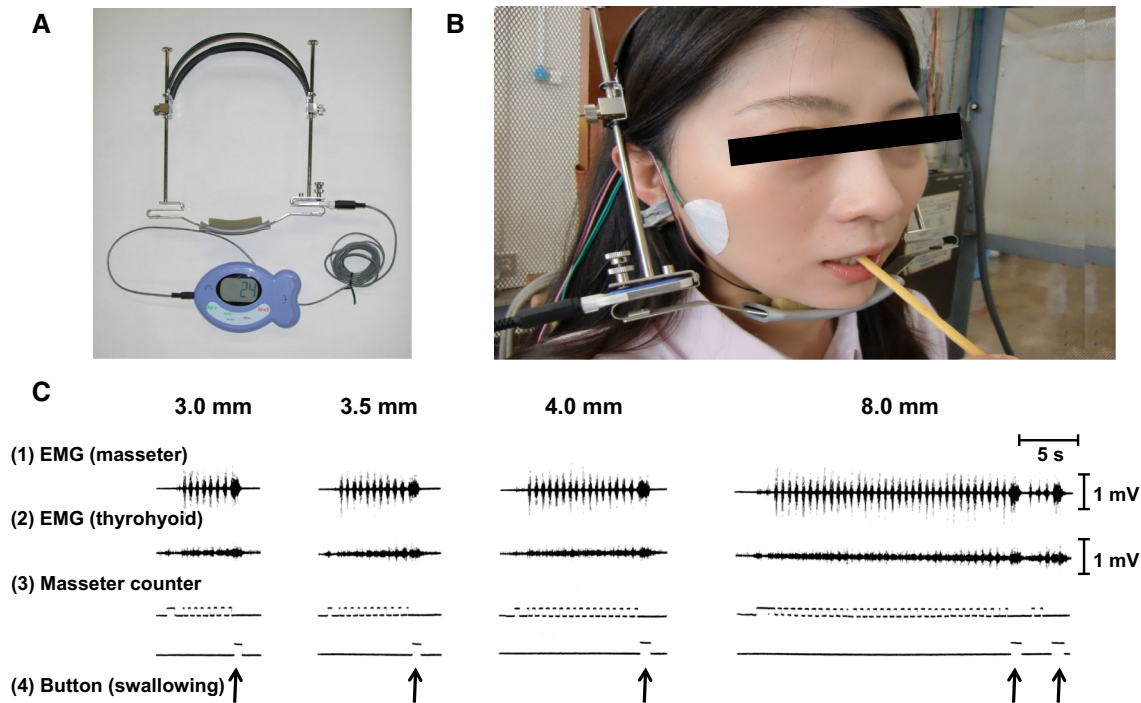 A
B
24
C
3.0 mm
3.5 mm
4.0 mm
8.0 mm
(1) EMG (masseter)
5 s
1 mV
(2) EMG (thyrohyoid)
1 mV
(3) Masseter counter
(4) Button (swallowing)